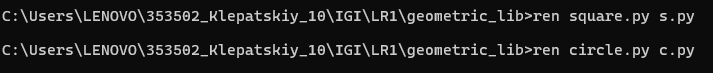 C:\Users\LENOVO\353502_Klepatskiy_10\IGI\LR1\geometric_lib>ren square.py s.py
C:\Users\LENOVO\353502_Klepatskiy_10\IGI\LR1\geometric_lib>ren circle.py c.py